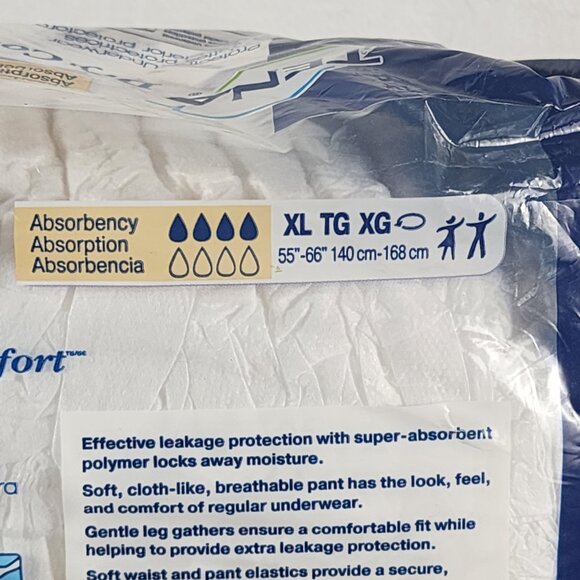 Underwear
TENA®
Absorbency
Absorption
Absorbencia
XL TG XG
55"-66" 140 cm-168 cm
fort
Effective leakage protection with super-absorbent
polymer locks away moisture.
Soft, cloth-like, breathable pant has the look, feel,
and comfort of regular underwear.
Gentle leg gathers ensure a comfortable fit while
helping to provide extra leakage protection.
Soft waist and pant elastics provide a secure,